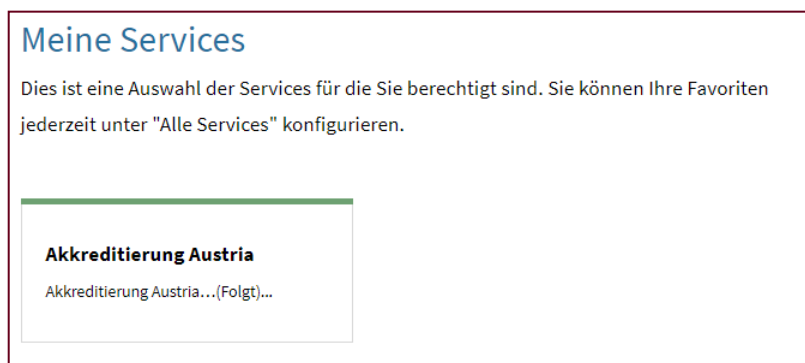 Meine Services
Dies ist eine Auswahl der Services für die Sie berechtigt sind. Sie können Ihre Favoriten
jederzeit unter "Alle Services" konfigurieren.
Akkreditierung Austria
Akkreditierung Austria...(Folgt)...